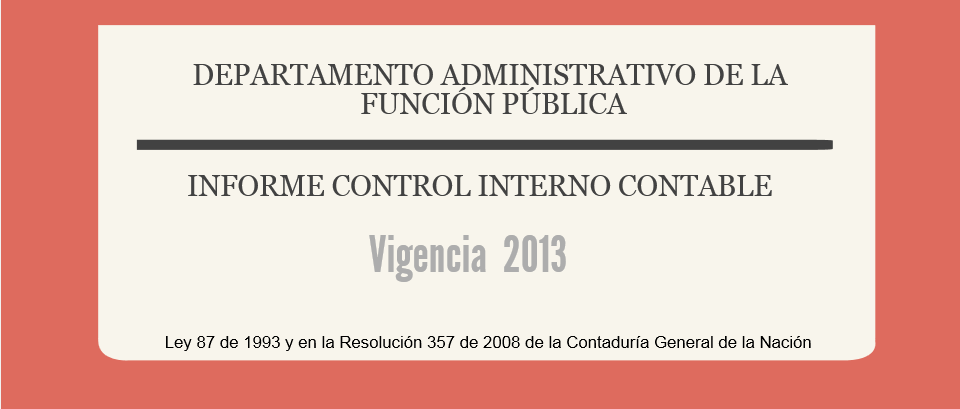 DEPARTAMENTO ADMINISTRATIVO DE LA
FUNCIÓN PÚBLICA
INFORME CONTROL INTERNO CONTABLE
Vigencia 2013
Ley 87 de 1993 y en la Resolución 357 de 2008 de la Contaduría General de la Nación